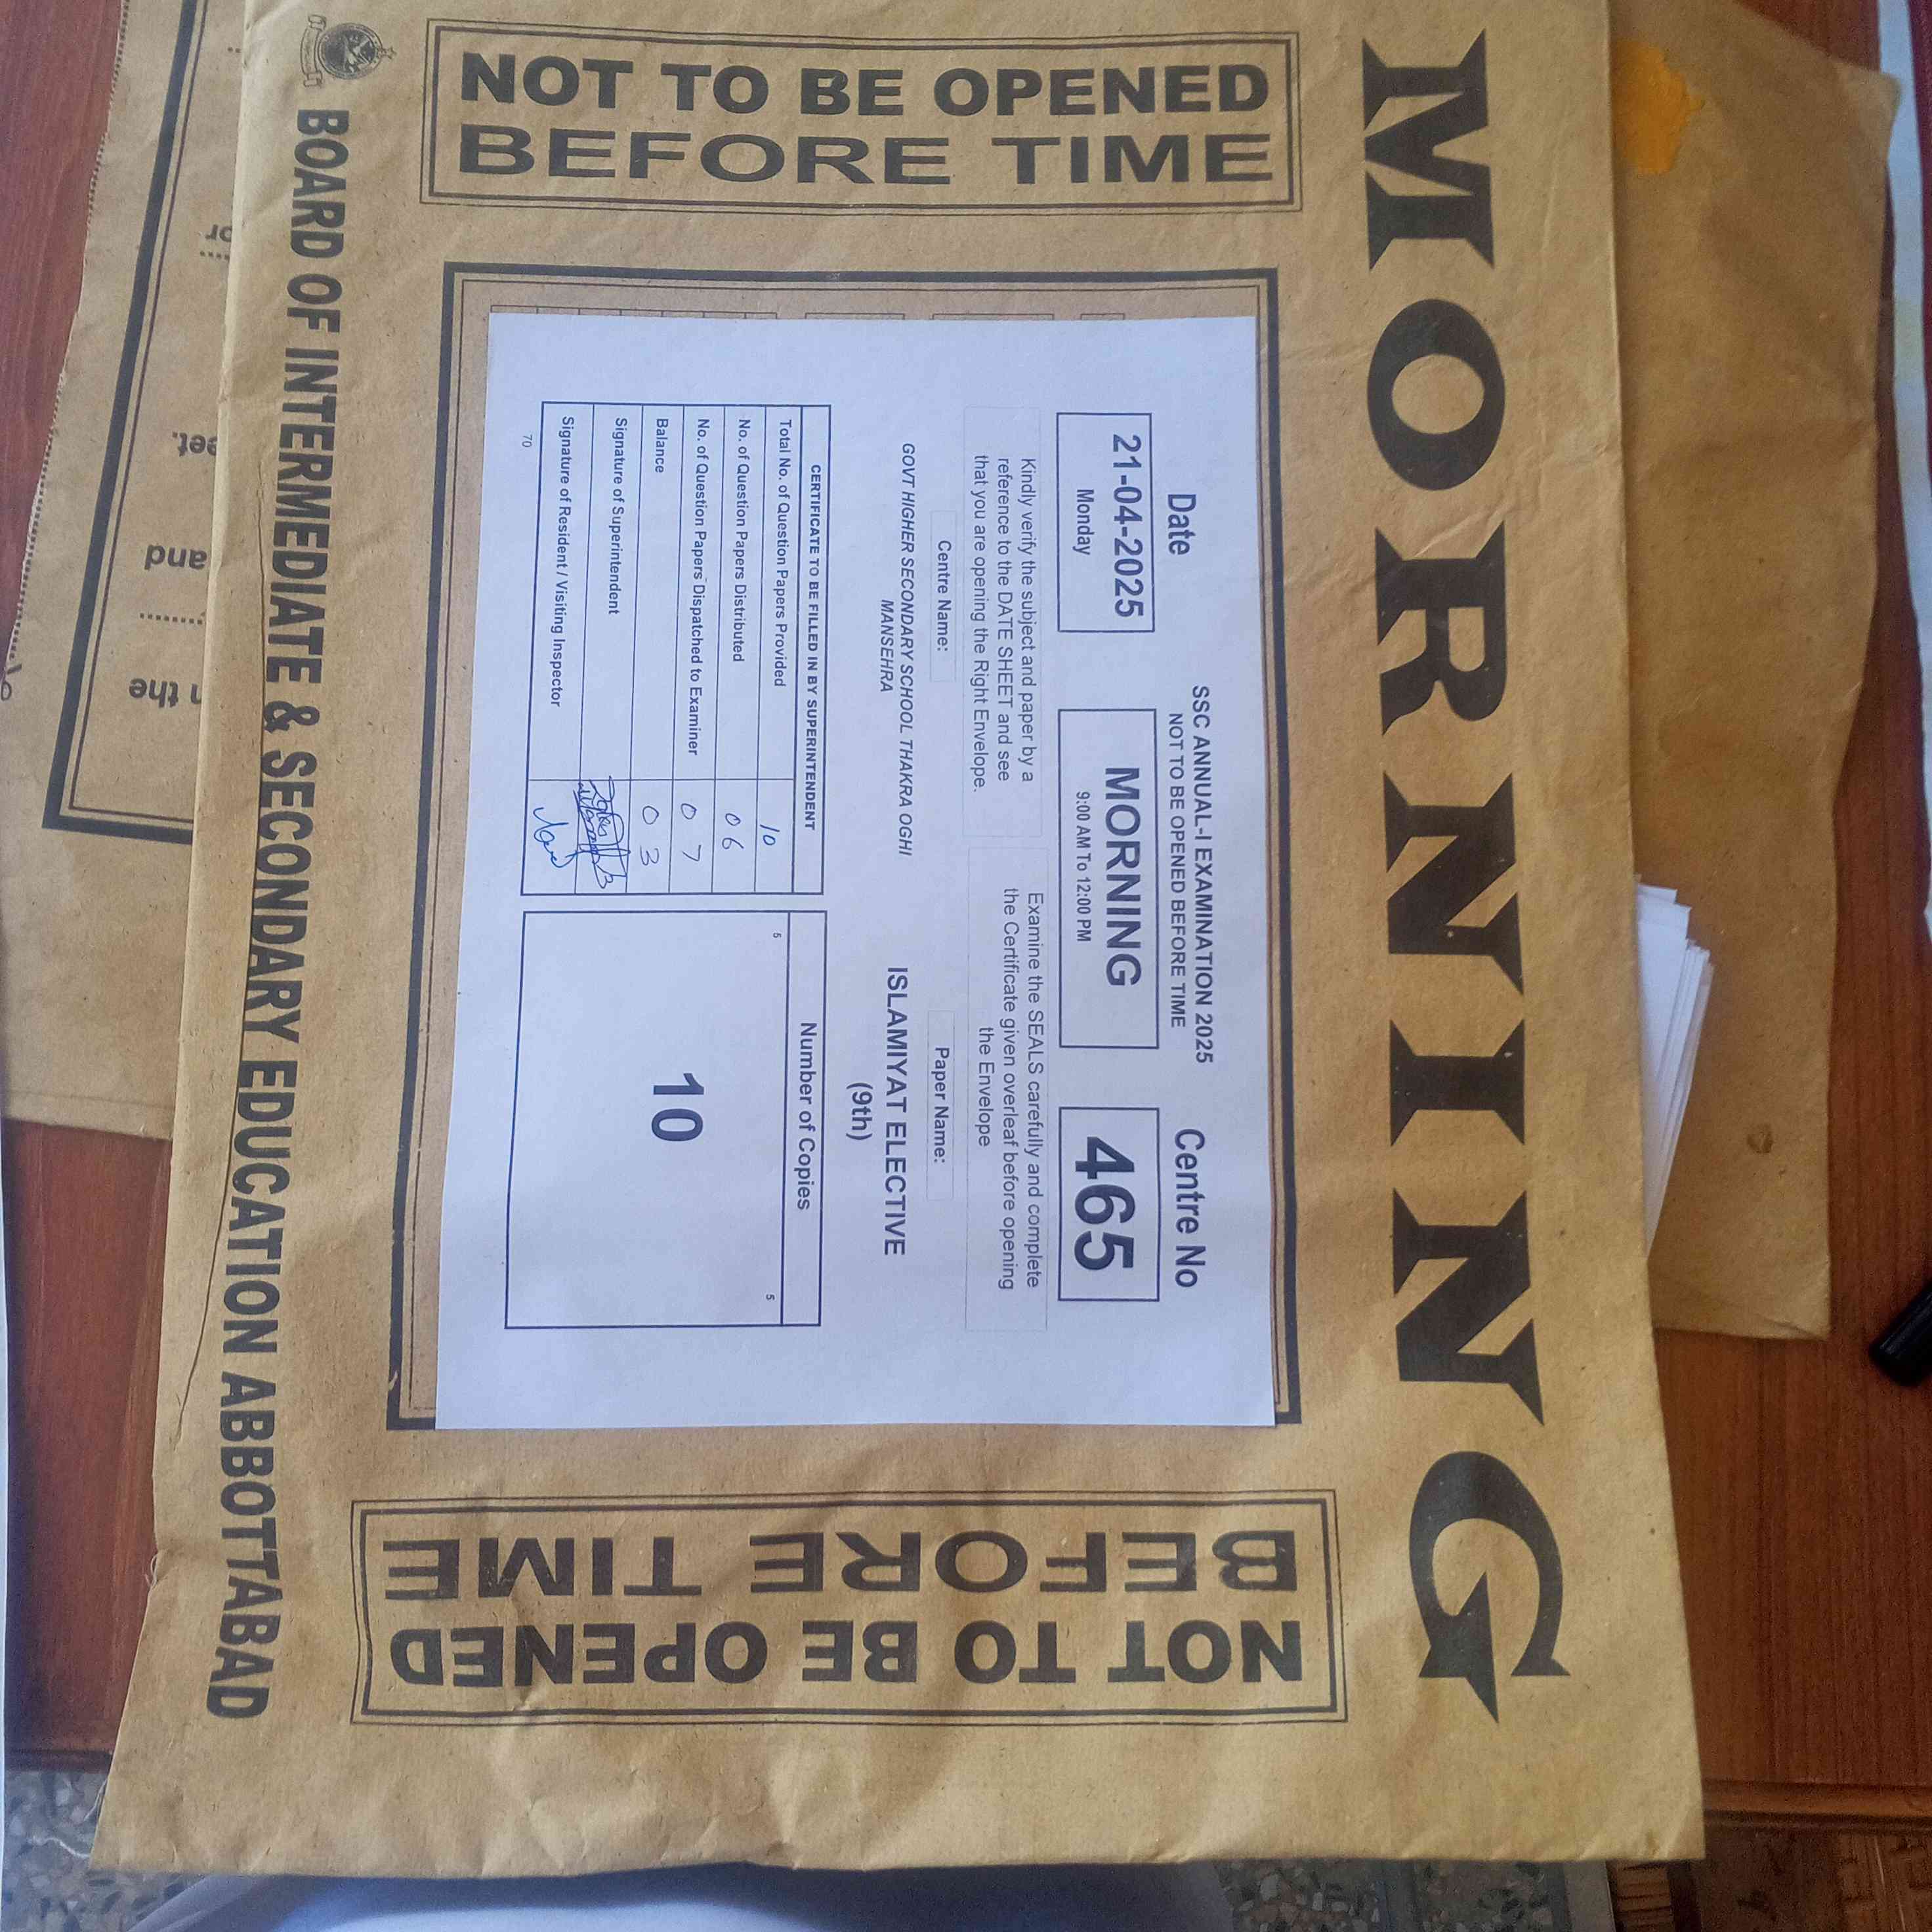 MORNING
NOT TO BE OPENED
BEFORE TIME
SSC ANNUAL-I EXAMINATION 2025
NOT TO BE OPENED BEFORE TIME
Date
21-04-2025
Monday
MORNING
9:00 AM To 12:00 PM
Centre No
465
Kindly verify the subject and paper by a
reference to the DATE SHEET and see
that you are opening the Right Envelope.
Examine the SEALS carefully and complete
the Certificate given overleaf before opening
the Envelope
Centre Name:
GOVT HIGHER SECONDARY SCHOOL THAKRA OGHI
MANSEHRA
Paper Name:
ISLAMIYAT ELECTIVE
(9th)
CERTIFICATE TO BE FILLED IN BY SUPERINTENDENT
Total No. of Question Papers Provided 10
No. of Question Papers Distributed 06
No. of Question Papers Dispatched to Examiner 07
Balance 03
Signature of Superintendent
Signature of Resident / Visiting Inspector
70
Number of Copies
5
5
10
NOT TO BE OPENED
BEFORE TIME
BOARD OF INTERMEDIATE & SECONDARY EDUCATION ABBOTTABAD
and
the